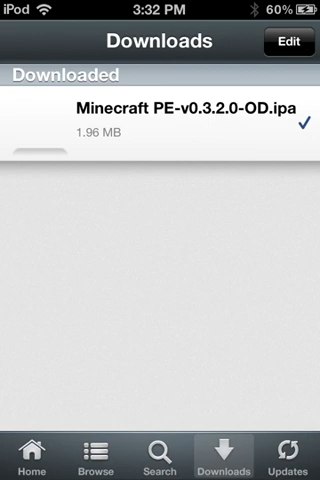 iPod 3:32 PM 60%
Downloads Edit
Downloaded
Minecraft PE-v0.3.2.0-OD.ipa
1.96 MB
Home Browse Search Downloads Updates